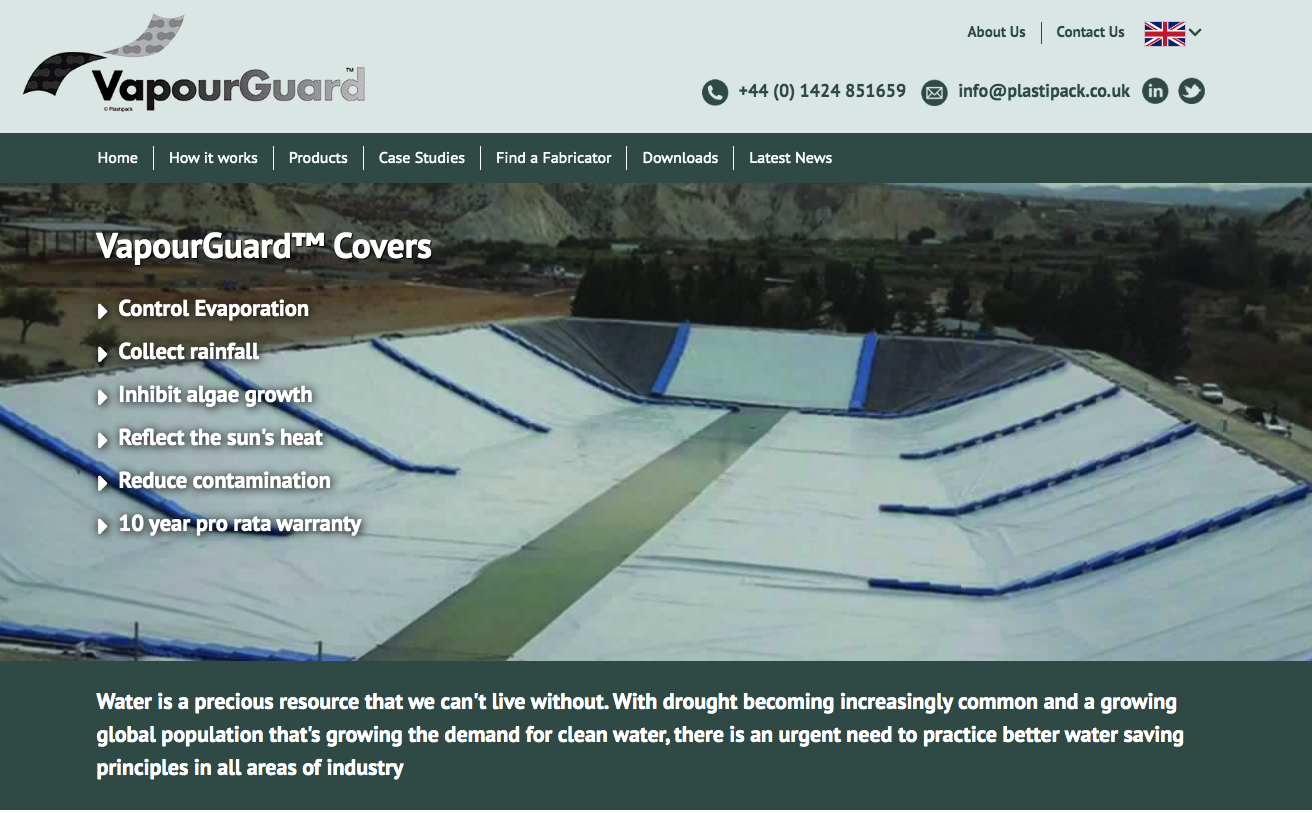 VapourGuard™
© Plastipack
About Us
Contact Us
+44 (0) 1424 851659
info@plastipack.co.uk
in
Home
How it works
Products
Case Studies
Find a Fabricator
Downloads
Latest News
VapourGuard™ Covers
Control Evaporation
Collect rainfall
Inhibit algae growth
Reflect the sun's heat
Reduce contamination
10 year pro rata warranty
Water is a precious resource that we can't live without. With drought becoming increasingly common and a growing
global population that's growing the demand for clean water, there is an urgent need to practice better water saving
principles in all areas of industry